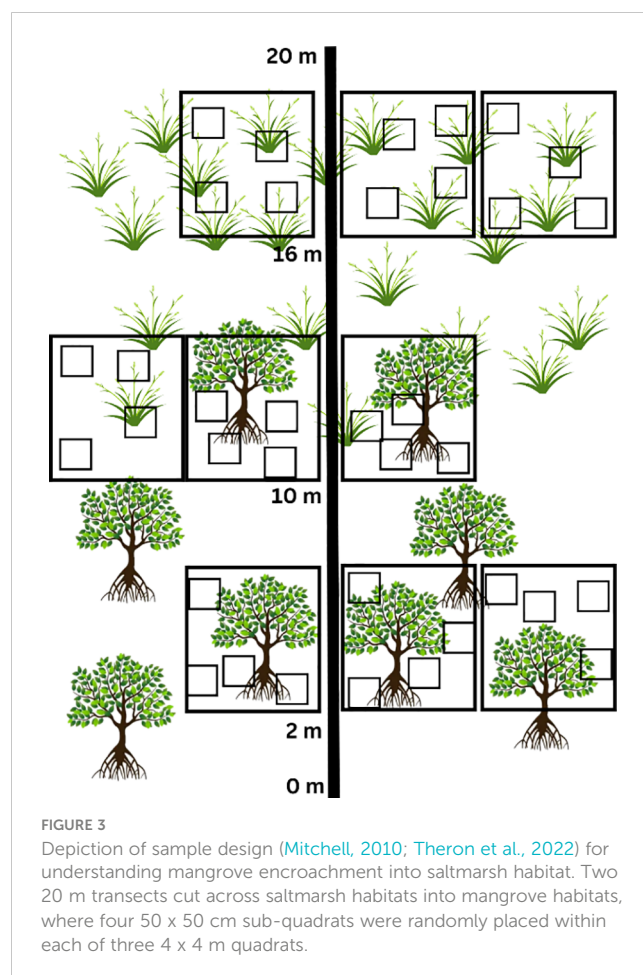 20 m
16 m
10 m
2 m
0 m
FIGURE 3
Depiction of sample design (Mitchell, 2010; Theron et al., 2022) for
understanding mangrove encroachment into saltmarsh habitat. Two
20 m transects cut across saltmarsh habitats into mangrove habitats,
where four 50 x 50 cm sub-quadrats were randomly placed within
each of three 4 x 4 m quadrats.